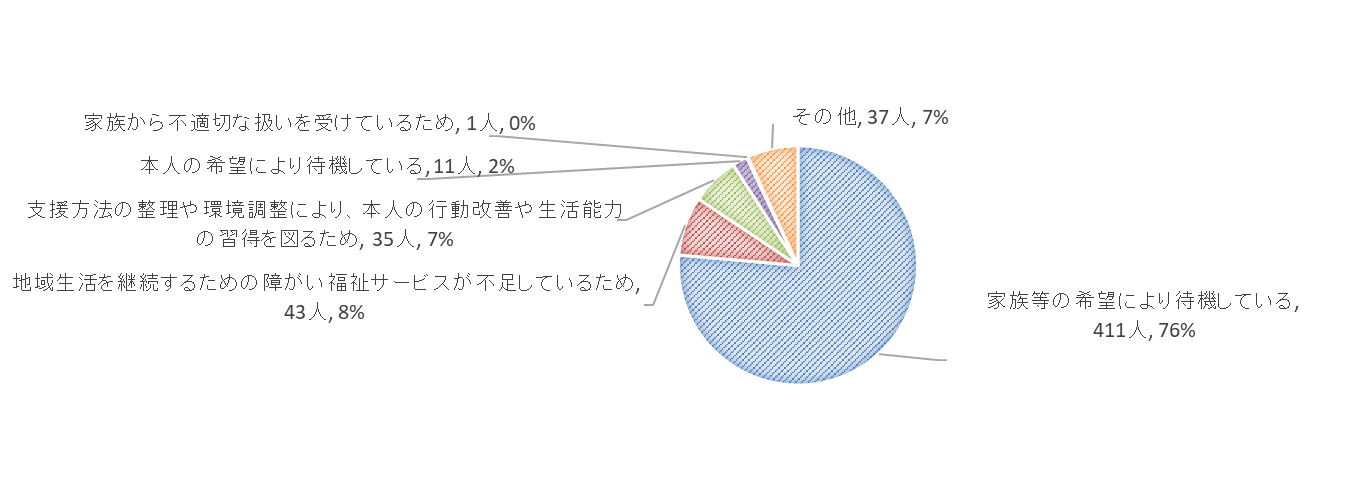 その他, 37人, 7%
家族から不適切な扱いを受けているため, 1人, 0%
本人の希望により待機している, 11人, 2%
支援方法の整理や環境調整により、本人の行動改善や生活能力
の習得を図るため, 35人, 7%
地域生活を継続するための障がい福祉サービスが不足しているため,
43人, 8%
家族等の希望により待機している,
411人, 76%